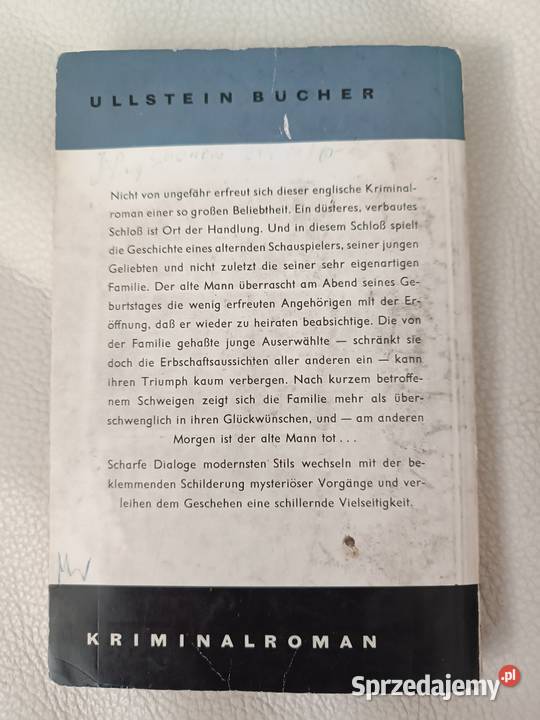 ULLSTEIN BUCHER
Nicht von ungefähr erfreut sich dieser englische Kriminal-
roman einer so großen Beliebtheit. Ein düsteres, verbautes
Schloß ist Ort der Handlung. Und in diesem Schloß spielt
die Geschichte eines alternden Schauspielers, seiner jungen
Geliebten und nicht zuletzt die seiner sehr eigenartigen
Familie. Der alte Mann überrascht am Abend seines Ge-
burtstages die wenig erfreuten Angehörigen mit der Er-
öffnung, daß er wieder zu heiraten beabsichtige. Die von
der Familie gehaßte junge Auserwählte — schränkt sie
doch die Erbschaftsaussichten aller anderen ein — kann
ihren Triumph kaum verbergen. Nach kurzem betroffe-
nem Schweigen zeigt sich die Familie mehr als über-
schwenglich in ihren Glückwünschen, und — am anderen
Morgen ist der alte Mann tot . . .
Scharfe Dialoge modernsten Stils wechseln mit der be-
klemmenden Schilderung mysteriöser Vorgänge und ver-
leihen dem Geschehen eine schillernde Vielseitigkeit.
KRIMINALROMAN
Sprzedajemy.pl